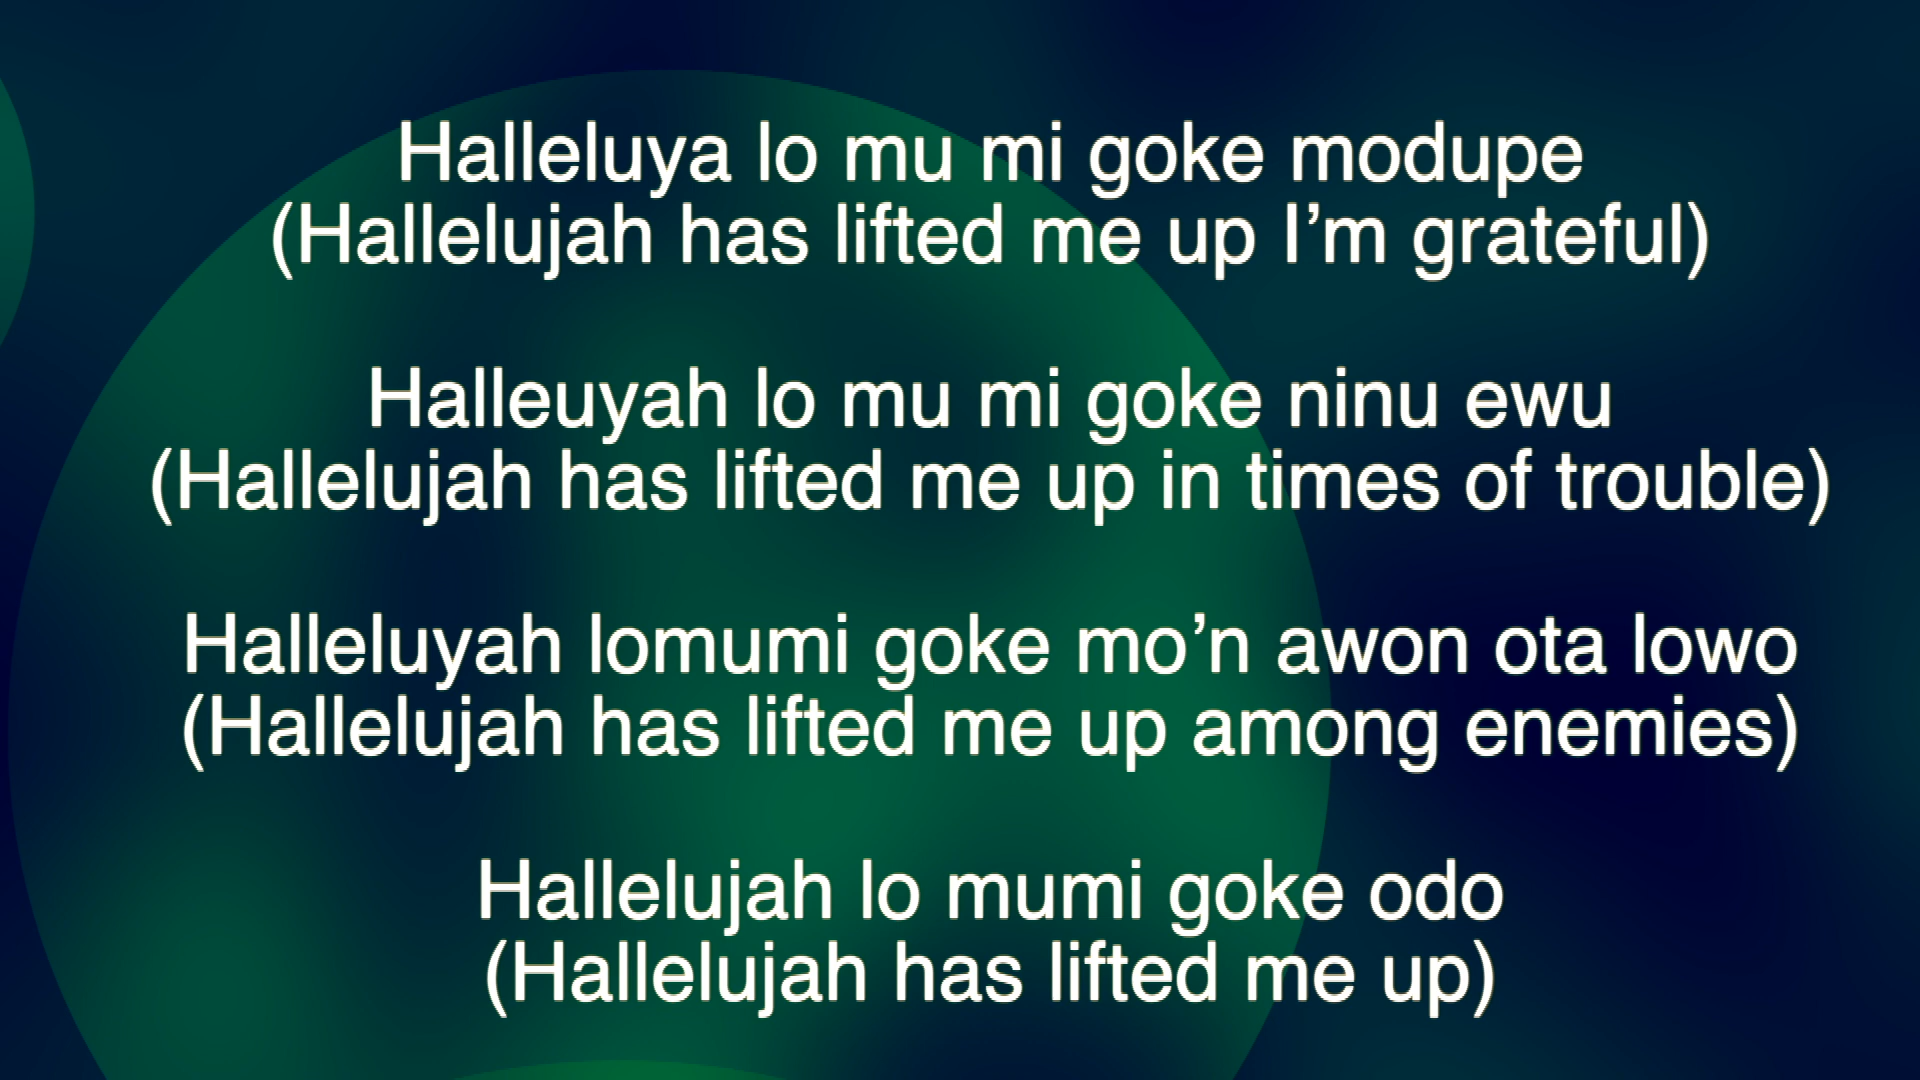 Halleluya lo mu mi goke modupe
(Hallelujah has lifted me up I’m grateful)
Halleuyah lo mu mi goke ninu ewu
(Hallelujah has lifted me up in times of trouble)
Halleluyah lomumi goke mo’n awon ota lowo
(Hallelujah has lifted me up among enemies)
Hallelujah lo mumi goke odo
(Hallelujah has lifted me up)